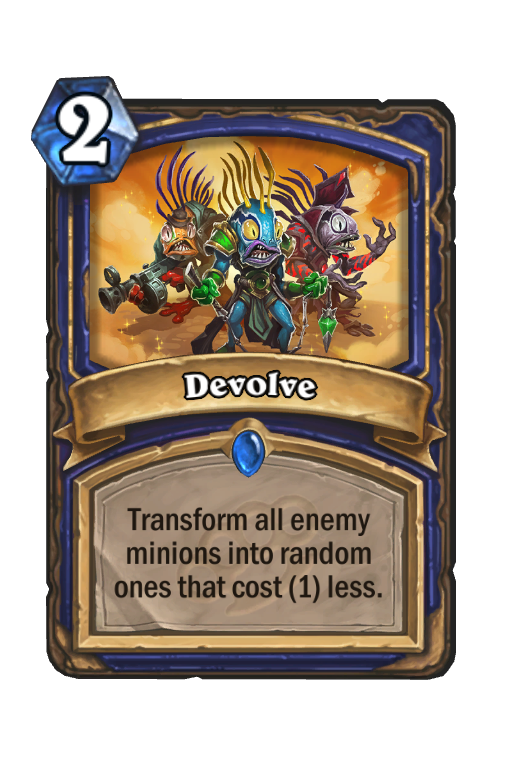 2
Devolve
Transform all enemy
minions into random
ones that cost (1) less.